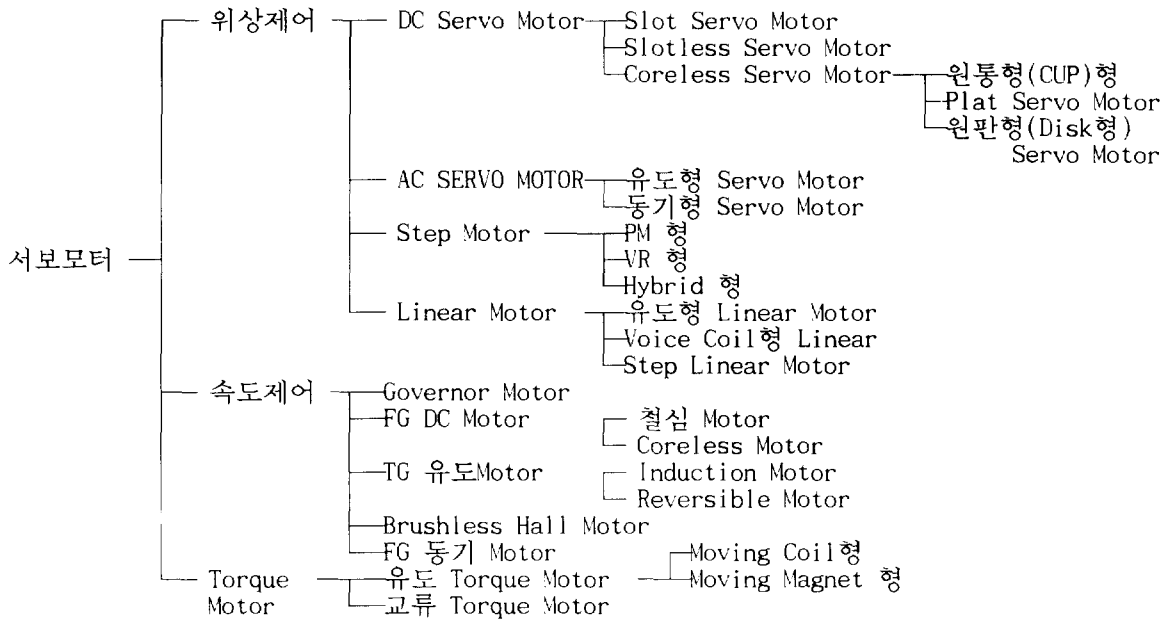 위상제어 DC Servo Motor Slot Servo Motor
Slotless Servo Motor
Coreless Servo Motor 원통형(CUP)형
Plat Servo Motor
원판형(Disk형)
Servo Motor
AC SERVO MOTOR 유도형 Servo Motor
동기형 Servo Motor
Step Motor PM 형
서보모터 VR 형
Hybrid 형
Linear Motor 유도형 Linear Motor
Voice Coil형 Linear
Step Linear Motor
속도제어 Governor Motor
FG DC Motor 철심 Motor
Coreless Motor
TG 유도Motor Induction Motor
Reversible Motor
Brushless Hall Motor
FG 동기 Motor Moving Coil형
Torque 유도 Torque Motor Moving Magnet 형
Motor 교류 Torque Motor